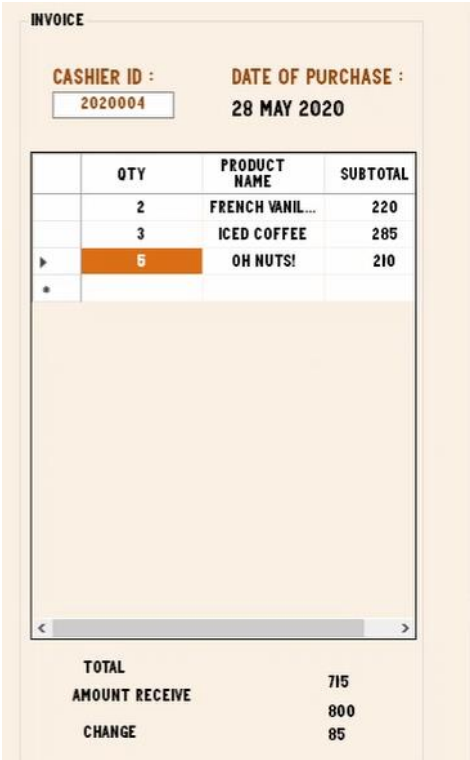 INVOICE
CASHIER ID : DATE OF PURCHASE :
2020004 28 MAY 2020
QTY PRODUCT NAME SUBTOTAL
2 FRENCH VANIL... 220
3 ICED COFFEE 285
5 OH NUTS! 210
TOTAL 715
AMOUNT RECEIVE 800
CHANGE 85